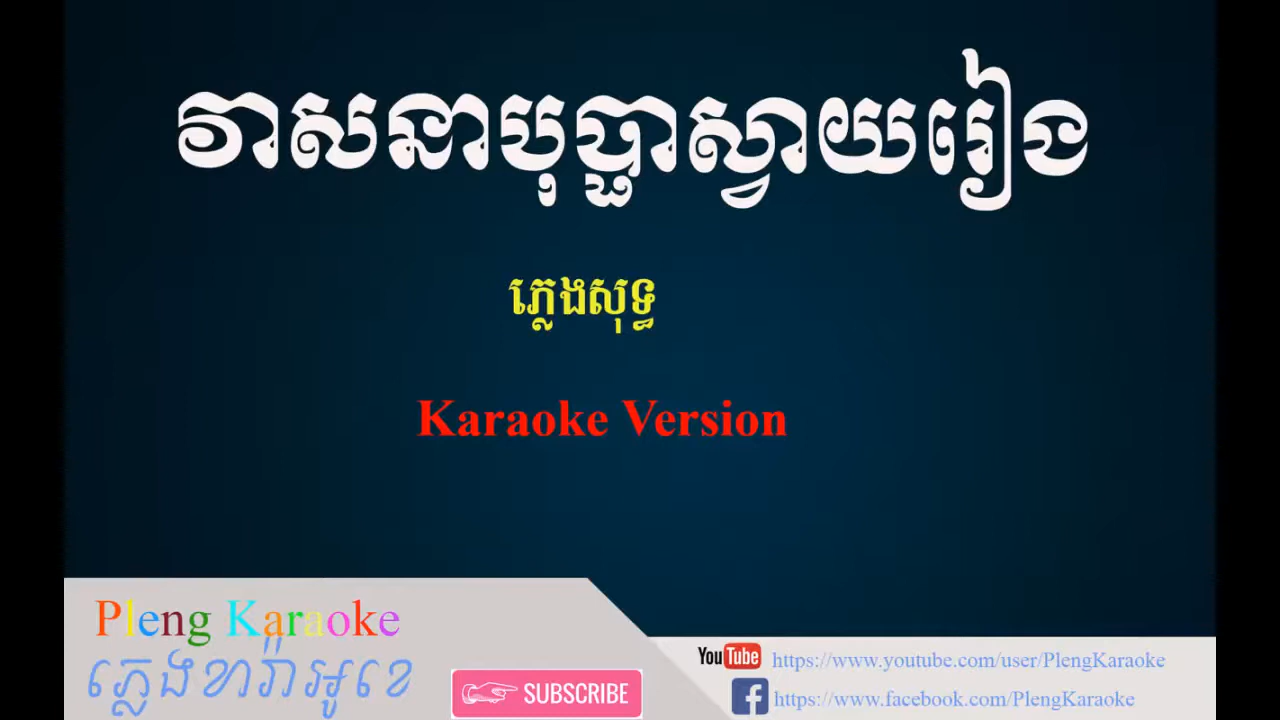 វាសនាបុប្ផាស្វាយរៀង
ភ្លេងសុទ្ធ
Karaoke Version
Pleng Karaoke
ភ្លេងខារ៉ាអូខេ
SUBSCRIBE
YouTube https://www.youtube.com/user/PlengKaraoke
https://www.facebook.com/PlengKaraoke